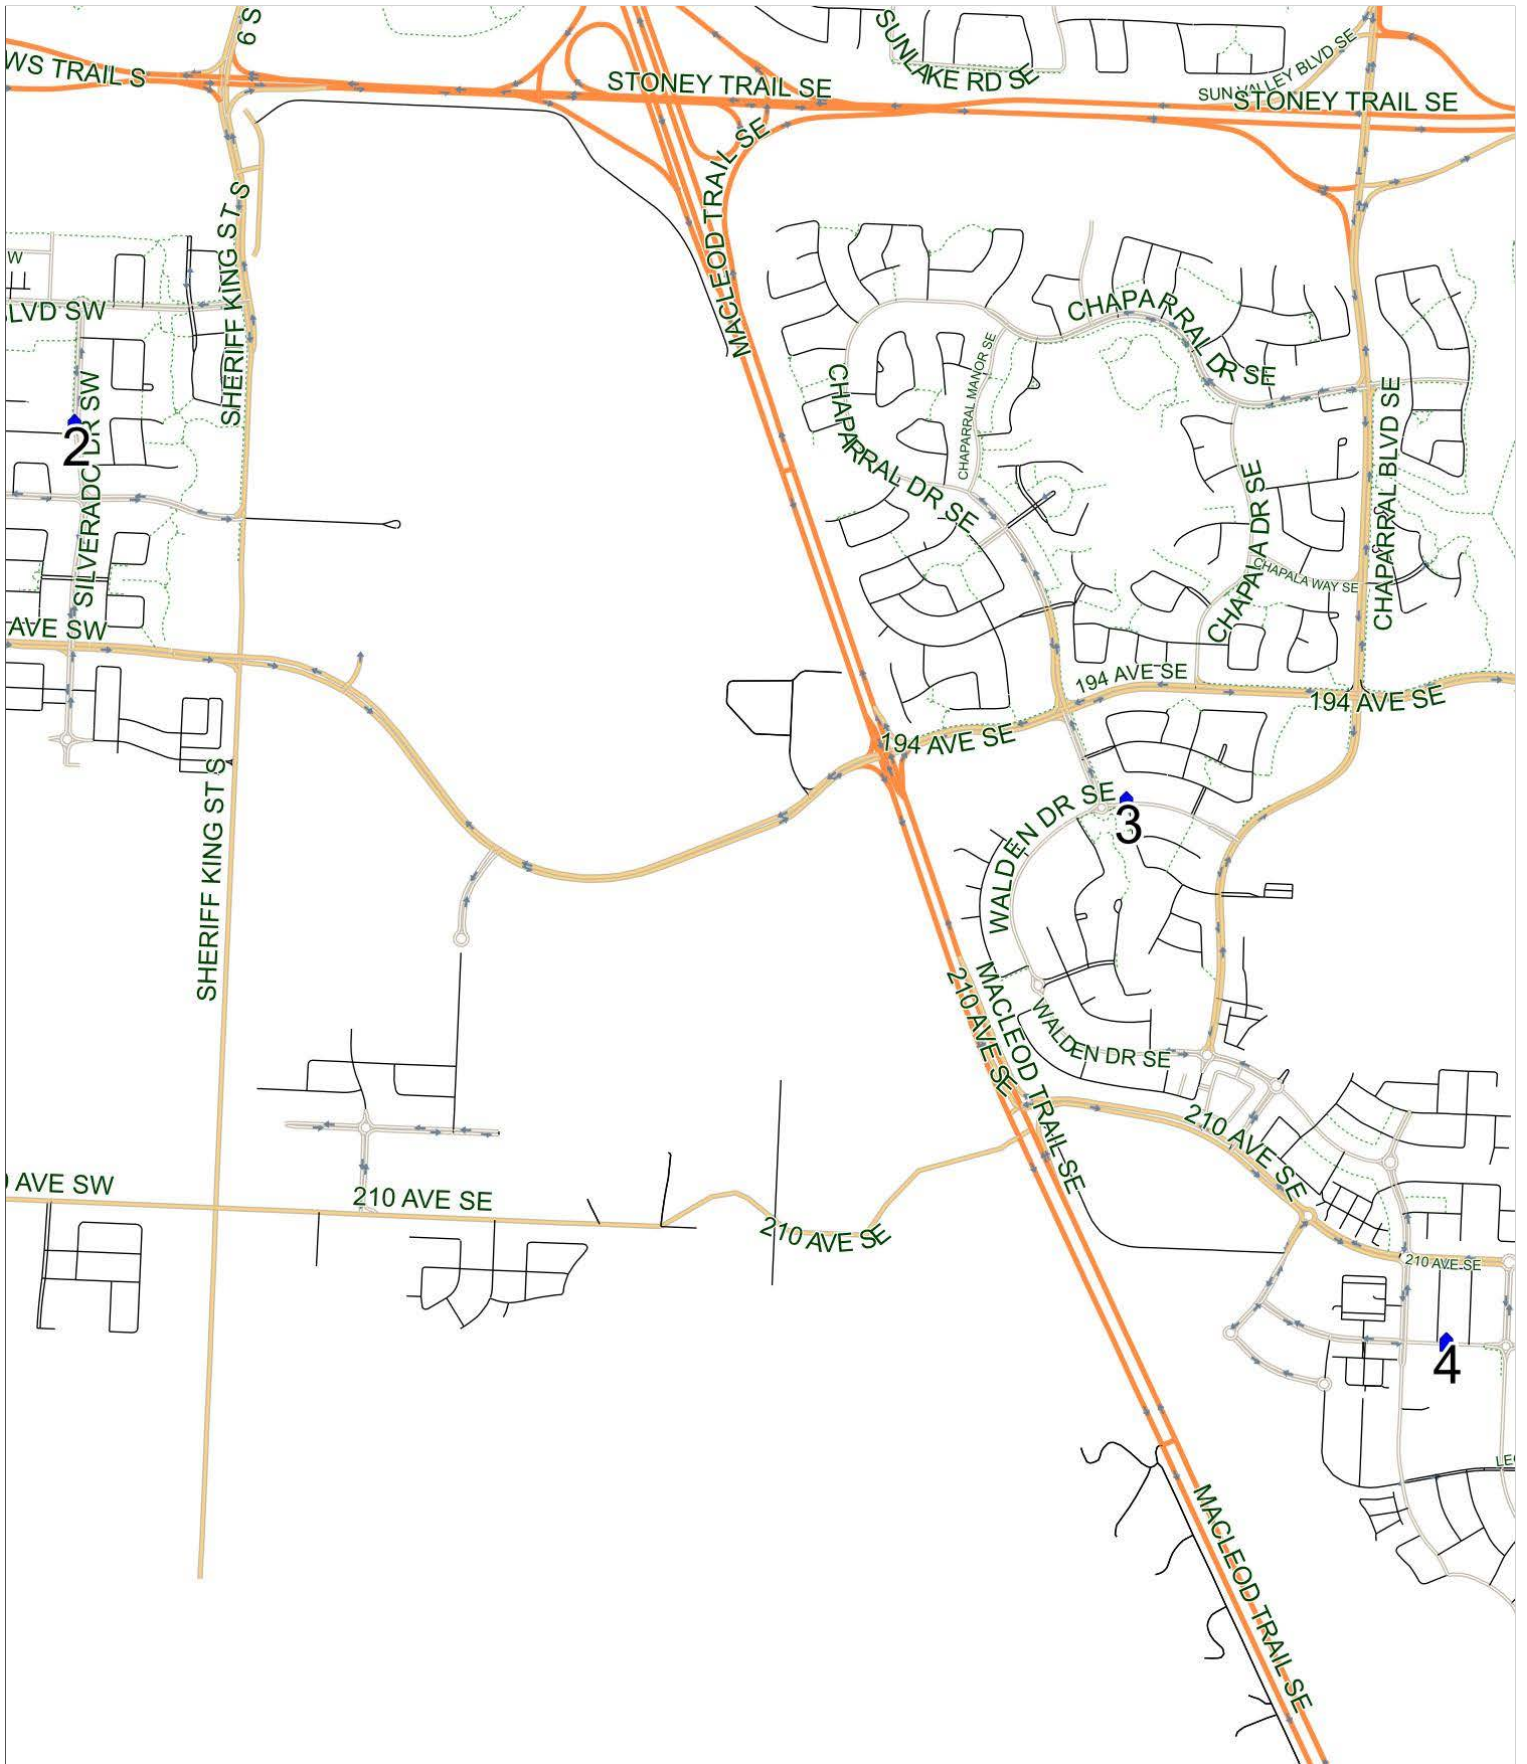 6 S
WS TRAIL S
STONEY TRAIL SE
SUNLAKE RD SE
SUNVALLEY BLVD SE
STONEY TRAIL SE
MACLEOD TRAIL SE
SHERIFF KING ST S
W
LVD SW
CHAPARRAL DR SE
CHAPARRAL MANOR SE
CHAPARRAL DR SE
CHAPARRAL BLVD SE
2
SILVERADO DR SW
CHAPALA DR SE
CHAPALA WAY SE
AVE SW
194 AVE SE
194 AVE SE
194 AVE SE
SHERIFF KING ST S
WALDEN DR SE
3
210 AVE SE
MACLEOD TRAIL SE
WALDEN DR SE
210 AVE SE
AVE SW
210 AVE SE
210 AVE SE
210 AVE SE
4
LE
MACLEOD TRAIL SE